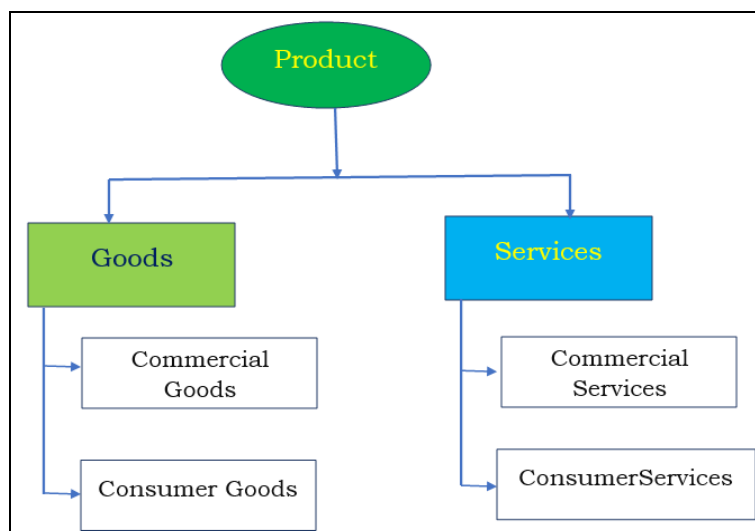 Product
Goods
Services
Commercial
Goods
Commercial
Services
Consumer Goods
ConsumerServices